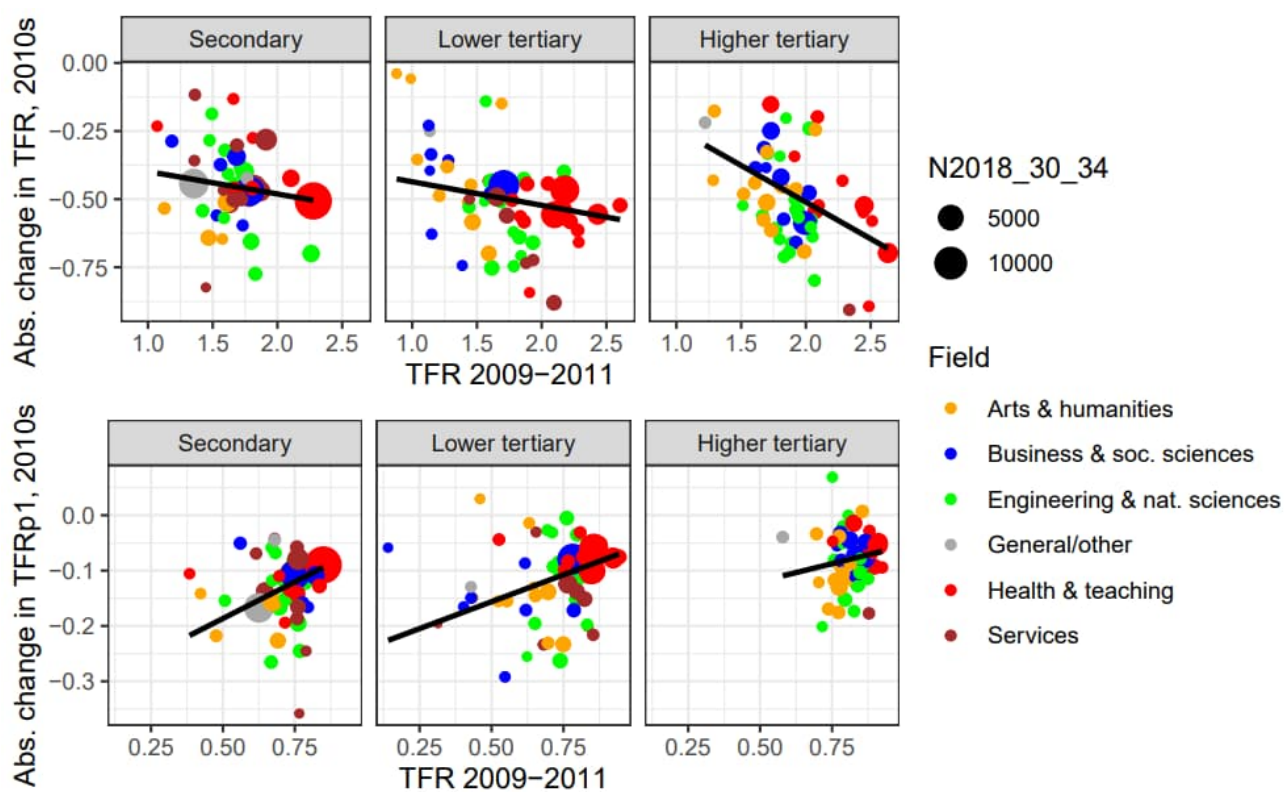 Secondary
Lower tertiary
Higher tertiary
Abs. change in TFR, 2010s
0.00
−0.25
−0.50
−0.75
1.0 1.5 2.0 2.5 1.0 1.5 2.0 2.5 1.0 1.5 2.0 2.5
TFR 2009−2011
Secondary
Lower tertiary
Higher tertiary
Abs. change in TFRp1, 2010s
0.0
−0.1
−0.2
−0.3
0.25 0.50 0.75 0.25 0.50 0.75 0.25 0.50 0.75
TFR 2009−2011
N2018_30_34
5000
10000
Field
Arts & humanities
Business & soc. sciences
Engineering & nat. sciences
General/other
Health & teaching
Services